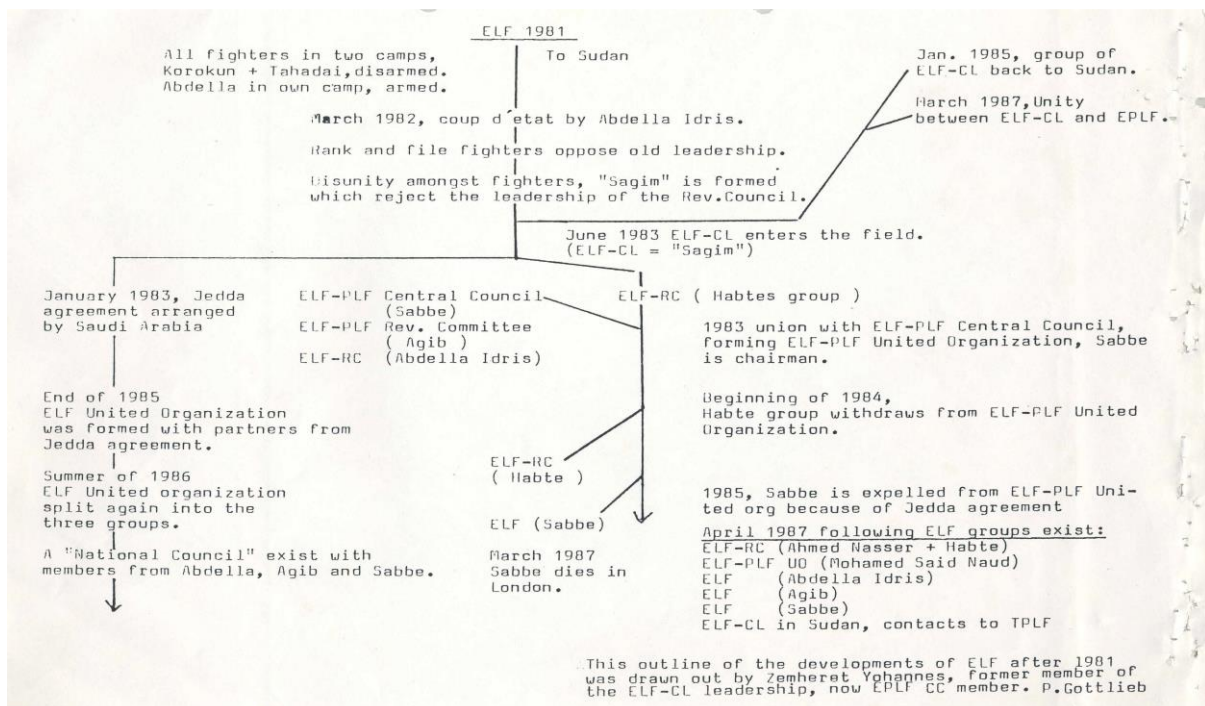 ELF 1981
All fighters in two camps,
Korokun + Tahadai,disarmed.
Abdella in own camp, armed.
To Sudan
Jan. 1985, group of
ELF-CL back to Sudan.
March 1987,Unity
between ELF-CL and EPLF.
March 1982, coup d´etat by Abdella Idris.
Rank and file fighters oppose old leadership.
Disunity amongst fighters, "Sagim" is formed
which reject the leadership of the Rev.Council.
June 1983 ELF-CL enters the field.
(ELF-CL = "Sagim")
January 1983, Jedda
agreement arranged
by Saudi Arabia
ELF-PLF Central Council
(Sabbe)
ELF-PLF Rev. Committee
( Agib )
ELF-RC (Abdella Idris)
ELF-RC ( Habtes group )
1983 union with ELF-PLF Central Council,
forming ELF-PLF United Organization, Sabbe
is chairman.
End of 1985
ELF United Organization
was formed with partners from
Jedda agreement.
Beginning of 1984,
Habte group withdraws from ELF-PLF United
Organization.
ELF-RC
( Habte )
Summer of 1986
ELF United organization
split again into the
three groups.
ELF (Sabbe)
1985, Sabbe is expelled from ELF-PLF Uni-
ted org because of Jedda agreement
A "National Council" exist with
members from Abdella, Agib and Sabbe.
March 1987
Sabbe dies in
London.
April 1987 following ELF groups exist:
ELF-RC (Ahmed Nasser + Habte)
ELF-PLF UO (Mohamed Said Naud)
ELF (Abdella Idris)
ELF (Agib)
ELF (Sabbe)
ELF-CL in Sudan, contacts to TPLF
This outline of the developments of ELF after 1981
was drawn out by Zemheret Yohannes, former member of
the ELF-CL leadership, now EPLF CC member. P.Gottlieb